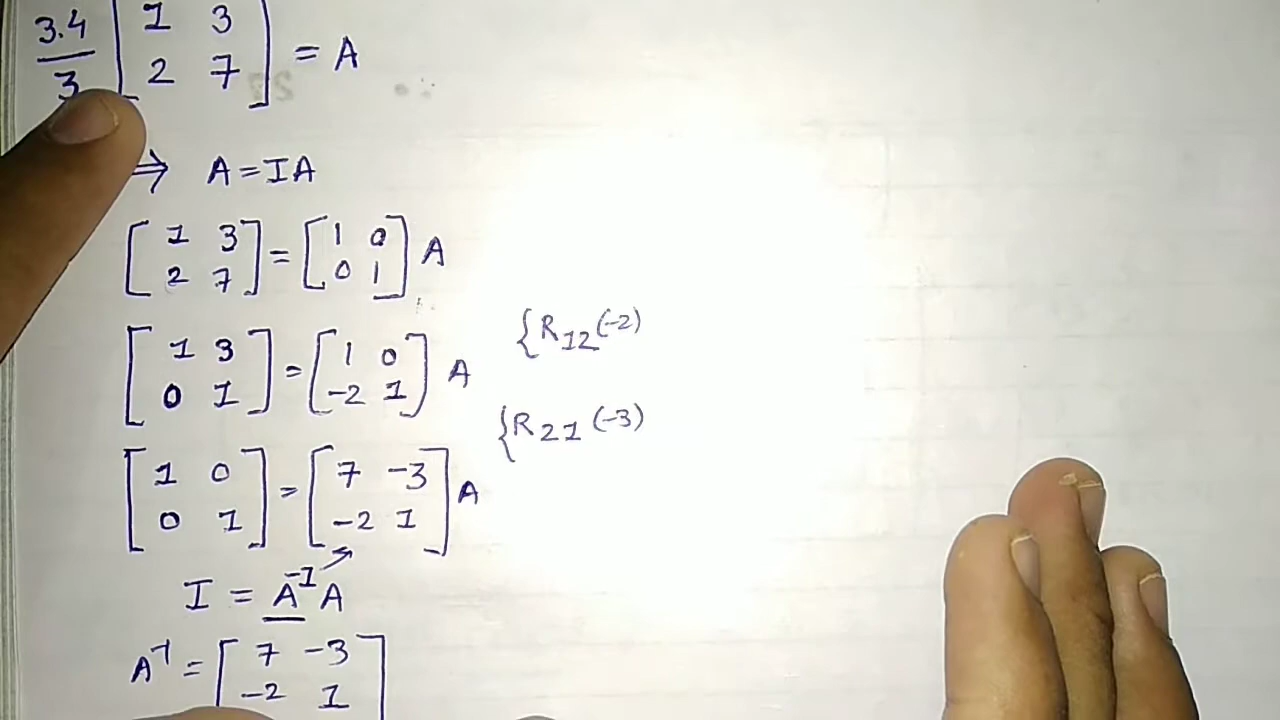 3.4/3 [1 3
2 7] = A
⇒ A = IA
[1 3
2 7] = [1 0
0 1] A
[1 3
0 1] = [1 0
-2 1] A {R12(-2)
[1 0
0 1] = [7 -3
-2 1] A {R21(-3)
I = A⁻¹A
A⁻¹ = [7 -3
-2 1]